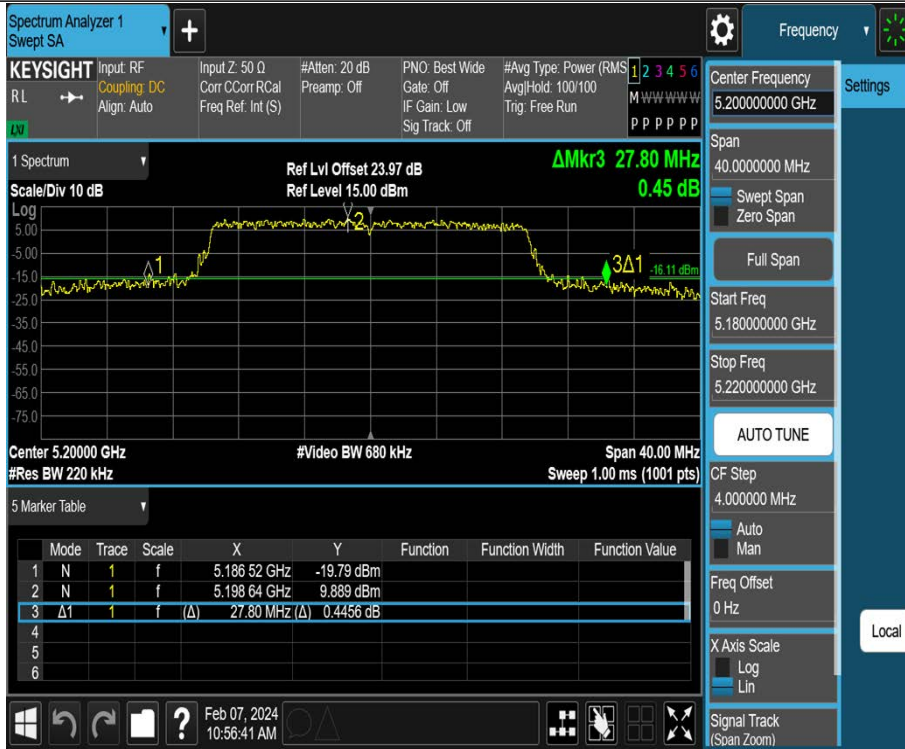 Spectrum Analyzer 1
Swept SA
+
Frequency
KEYSIGHT
R L
LXI
Input: RF
Coupling: DC
Align: Auto
Input Z: 50 Ω
Corr CCorr RCal
Freq Ref: Int (S)
#Atten: 20 dB
Preamp: Off
PNO: Best Wide
Gate: Off
IF Gain: Low
Sig Track: Off
#Avg Type: Power (RMS
Avg|Hold: 100/100
Trig: Free Run
1 2 3 4 5 6
M W W W W W
P P P P P P
1 Spectrum
Scale/Div 10 dB
Ref Lvl Offset 23.97 dB
Ref Level 15.00 dBm
ΔMkr3 27.80 MHz
0.45 dB
Log
5.00
-5.00
-15.0
-25.0
-35.0
-45.0
-55.0
-65.0
-75.0
1
2
3Δ1
-16.11 dBm
Center 5.20000 GHz
#Res BW 220 kHz
#Video BW 680 kHz
Span 40.00 MHz
Sweep 1.00 ms (1001 pts)
5 Marker Table
Mode Trace Scale X Y Function Function Width Function Value
1 N 1 f 5.186 52 GHz -19.79 dBm
2 N 1 f 5.198 64 GHz 9.889 dBm
3 Δ1 1 f (Δ) 27.80 MHz (Δ) 0.4456 dB
4
5
6
?
Feb 07, 2024
10:56:41 AM
Center Frequency
5.200000000 GHz
Settings
Span
40.0000000 MHz
Swept Span
Zero Span
Full Span
Start Freq
5.180000000 GHz
Stop Freq
5.220000000 GHz
AUTO TUNE
CF Step
4.000000 MHz
Auto
Man
Freq Offset
0 Hz
Local
X Axis Scale
Log
Lin
Signal Track
(Span Zoom)